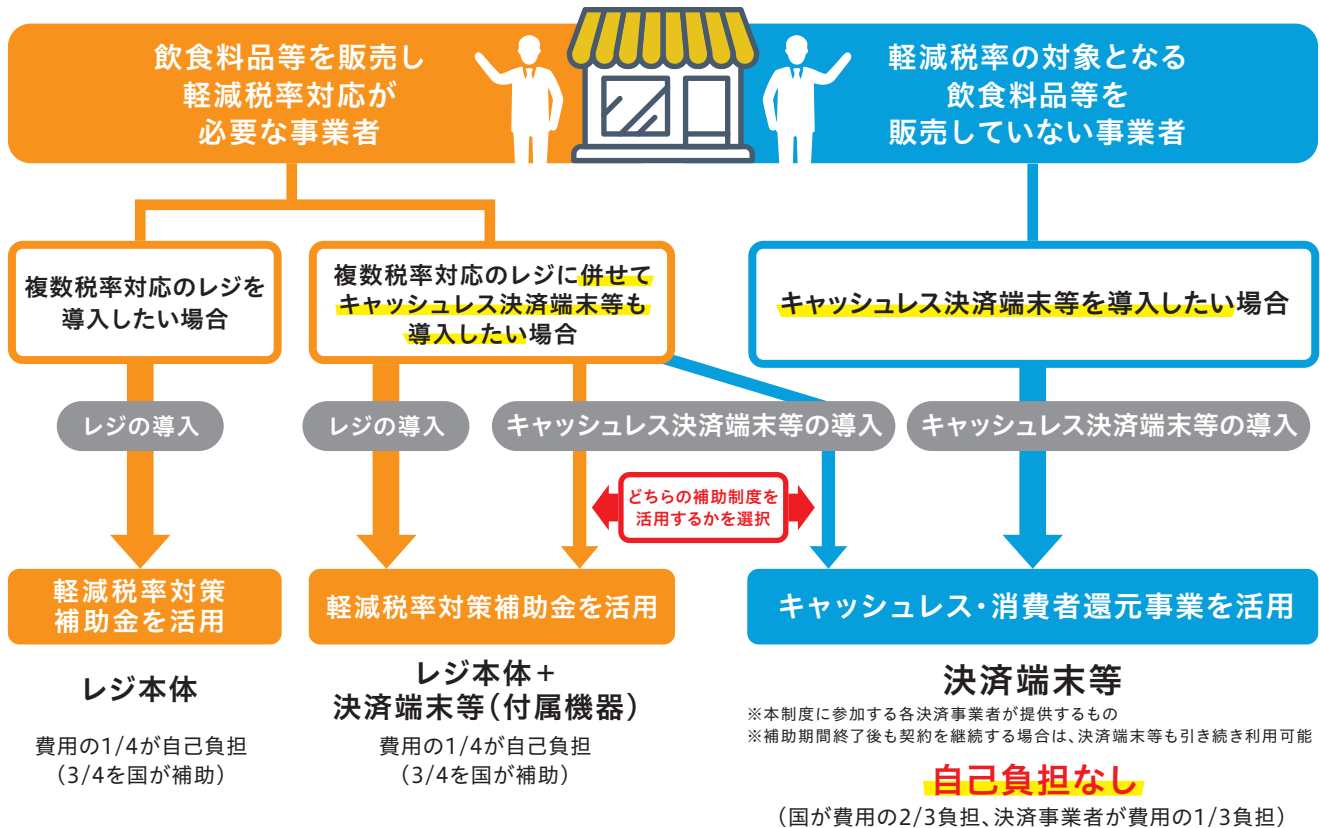 飲食料品等を販売し
軽減税率対応が
必要な事業者
軽減税率の対象となる
飲食料品等を
販売していない事業者
複数税率対応のレジを
導入したい場合
複数税率対応のレジに併せて
キャッシュレス決済端末等も
導入したい場合
キャッシュレス決済端末等を導入したい場合
レジの導入
レジの導入
キャッシュレス決済端末等の導入
キャッシュレス決済端末等の導入
どちらの補助制度を
活用するかを選択
軽減税率対策
補助金を活用
軽減税率対策補助金を活用
キャッシュレス・消費者還元事業を活用
レジ本体
費用の1/4が自己負担
（3/4を国が補助）
レジ本体＋
決済端末等（付属機器）
費用の1/4が自己負担
（3/4を国が補助）
決済端末等
※本制度に参加する各決済事業者が提供するもの
※補助期間終了後も契約を継続する場合は、決済端末等も引き続き利用可能
自己負担なし
（国が費用の2/3負担、決済事業者が費用の1/3負担）